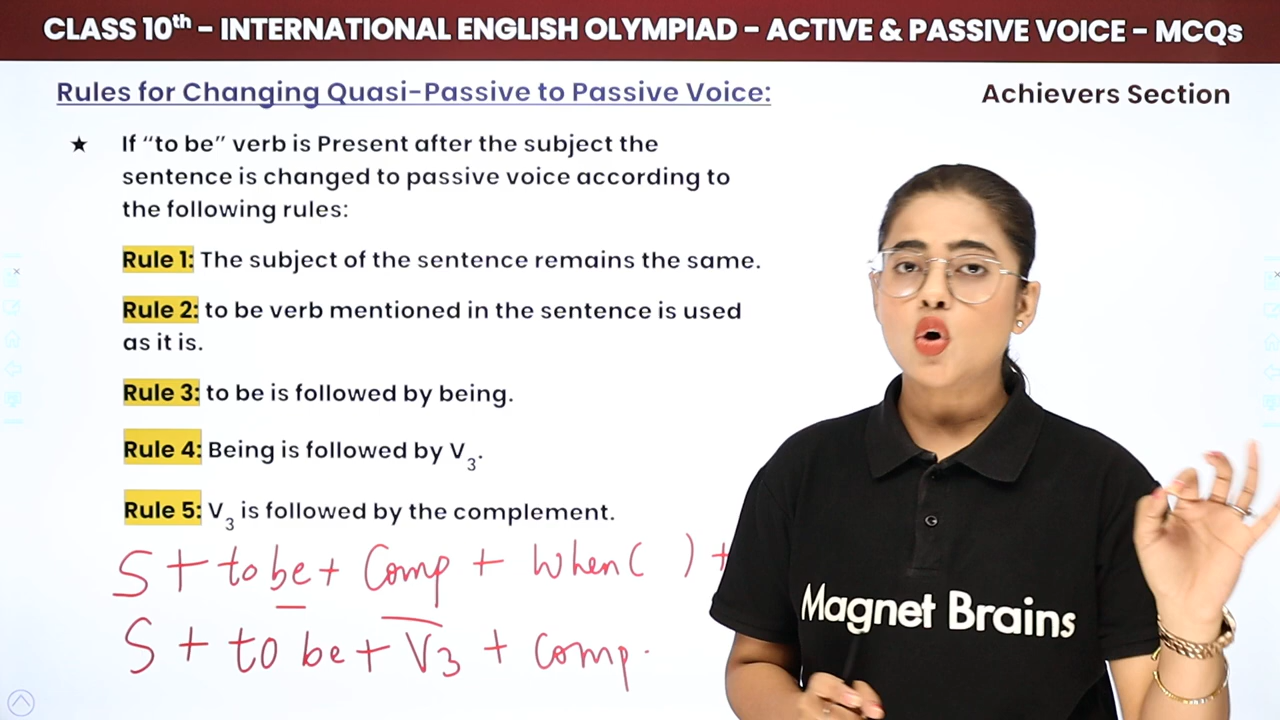 CLASS 10th – INTERNATIONAL ENGLISH OLYMPIAD – ACTIVE & PASSIVE VOICE – MCQs
Rules for Changing Quasi-Passive to Passive Voice:
Achievers Section
★ If “to be” verb is Present after the subject the
sentence is changed to passive voice according to
the following rules:
Rule 1: The subject of the sentence remains the same.
Rule 2: to be verb mentioned in the sentence is used
as it is.
Rule 3: to be is followed by being.
Rule 4: Being is followed by V3.
Rule 5: V3 is followed by the complement.
S + to be + Comp + when ( ) +
S + to be + V3 + comp.
Magnet Brains